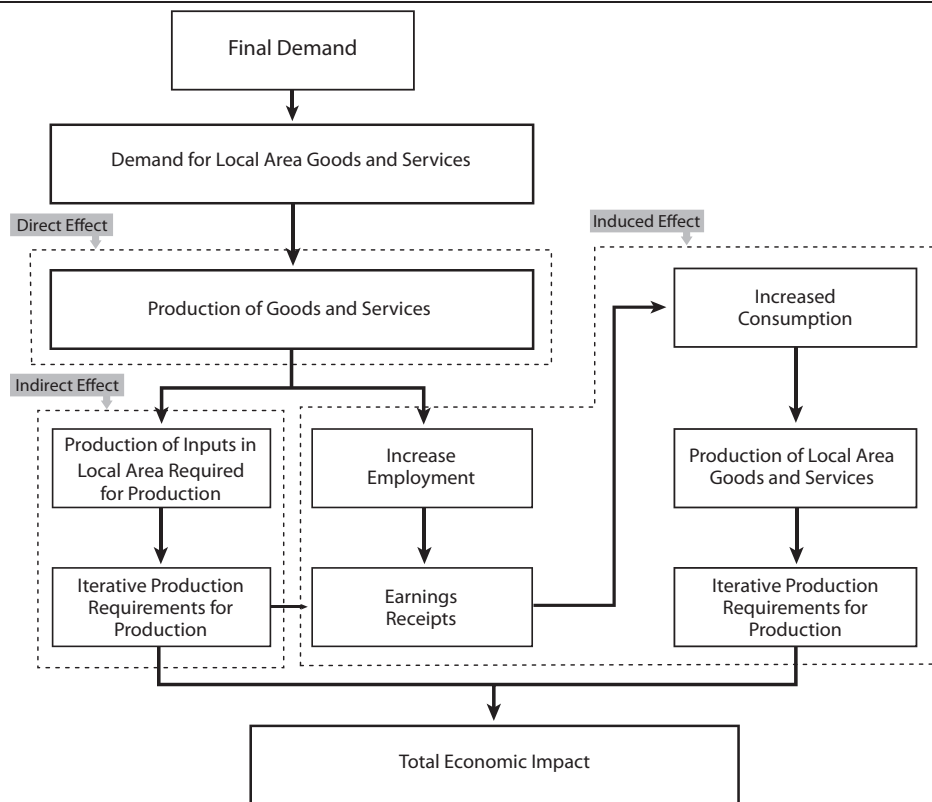 Final Demand
Demand for Local Area Goods and Services
Direct Effect
Induced Effect
Production of Goods and Services
Increased
Consumption
Indirect Effect
Production of Inputs in
Local Area Required
for Production
Increase
Employment
Production of Local Area
Goods and Services
Iterative Production
Requirements for
Production
Earnings
Receipts
Iterative Production
Requirements for
Production
Total Economic Impact